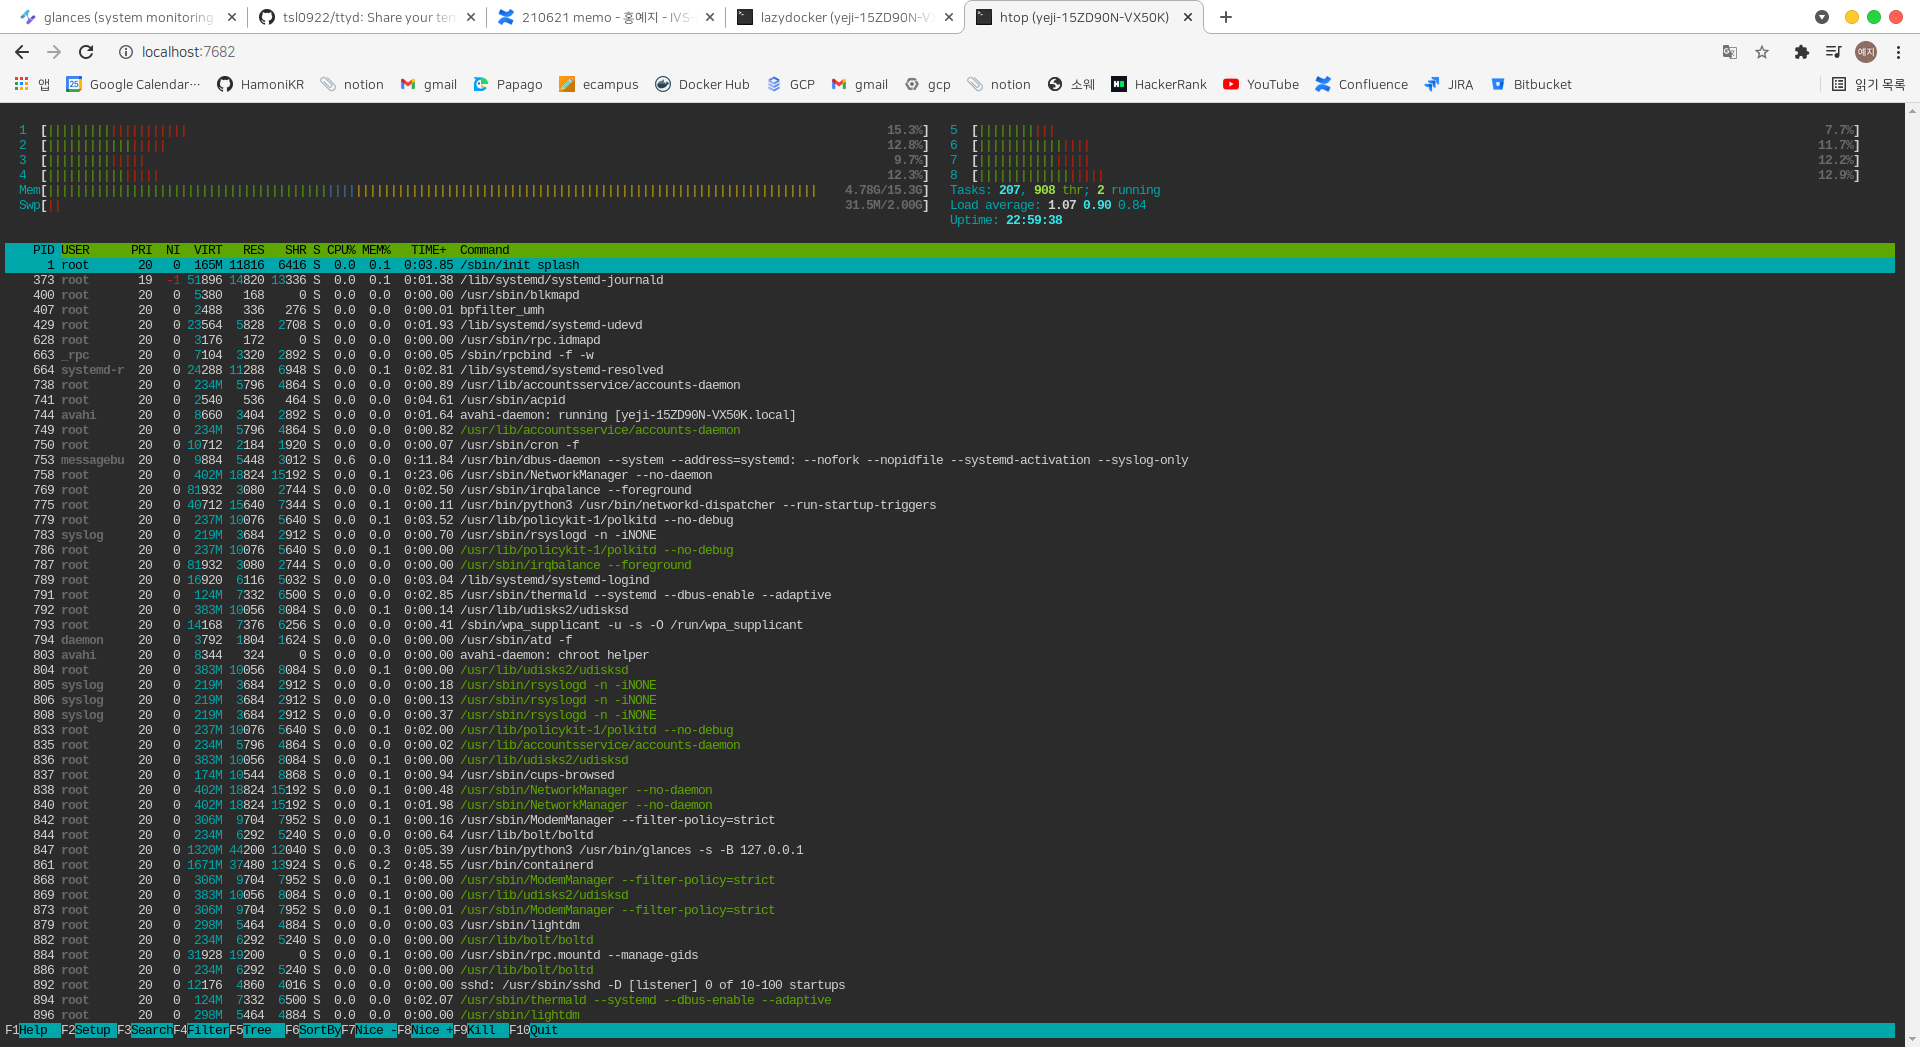 glances (system monitoring
tsl0922/ttyd: Share your ter
210621 memo - 홍예지 - IVS-
lazydocker (yeji-15ZD90N-VX
htop (yeji-15ZD90N-VX50K)
localhost:7682
예지
앱 Google Calendar… HamoniKR notion gmail Papago ecampus Docker Hub GCP gmail gcp notion 소웨 HackerRank YouTube Confluence JIRA Bitbucket 읽기 목록
1 [|||||||||||||||||||| 15.3%] 5 [||||||||||| 7.7%]
2 [||||||||||||||||| 12.8%] 6 [|||||||||||||||| 11.7%]
3 [|||||||||||||| 9.7%] 7 [|||||||||||||||| 12.2%]
4 [|||||||||||||||| 12.3%] 8 [|||||||||||||||||| 12.9%]
Mem[|||||||||||||||||||||||||||||||||||||||||||||||||||||||||||||||||||||||||||||||||||||||||||||||||||||||||||||| 4.78G/15.3G] Tasks: 207, 908 thr; 2 running
Swp[|| 31.5M/2.00G] Load average: 1.07 0.90 0.84
Uptime: 22:59:38
PID USER PRI NI VIRT RES SHR S CPU% MEM% TIME+ Command
1 root 20 0 165M 11816 6416 S 0.0 0.1 0:03.85 /sbin/init splash
373 root 19 -1 51896 14820 13336 S 0.0 0.1 0:01.38 /lib/systemd/systemd-journald
400 root 20 0 5380 168 0 S 0.0 0.0 0:00.00 /usr/sbin/blkmapd
407 root 20 0 2488 336 276 S 0.0 0.0 0:00.01 bpfilter_umh
429 root 20 0 23564 5828 2708 S 0.0 0.0 0:01.93 /lib/systemd/systemd-udevd
628 root 20 0 3176 172 0 S 0.0 0.0 0:00.00 /usr/sbin/rpc.idmapd
663 _rpc 20 0 7104 3320 2892 S 0.0 0.0 0:00.05 /sbin/rpcbind -f -w
664 systemd-r 20 0 24288 11288 6948 S 0.0 0.1 0:02.81 /lib/systemd/systemd-resolved
738 root 20 0 234M 5796 4864 S 0.0 0.0 0:00.89 /usr/lib/accountsservice/accounts-daemon
741 root 20 0 2540 536 464 S 0.0 0.0 0:04.61 /usr/sbin/acpid
744 avahi 20 0 8660 3404 2892 S 0.0 0.0 0:01.64 avahi-daemon: running [yeji-15ZD90N-VX50K.local]
749 root 20 0 234M 5796 4864 S 0.0 0.0 0:00.82 /usr/lib/accountsservice/accounts-daemon
750 root 20 0 10712 2184 1920 S 0.0 0.0 0:00.07 /usr/sbin/cron -f
753 messagebu 20 0 9884 5448 3012 S 0.6 0.0 0:11.84 /usr/bin/dbus-daemon --system --address=systemd: --nofork --nopidfile --systemd-activation --syslog-only
758 root 20 0 402M 18824 15192 S 0.0 0.1 0:23.06 /usr/sbin/NetworkManager --no-daemon
769 root 20 0 81932 3080 2744 S 0.0 0.0 0:02.50 /usr/sbin/irqbalance --foreground
775 root 20 0 40712 15640 7344 S 0.0 0.1 0:00.11 /usr/bin/python3 /usr/bin/networkd-dispatcher --run-startup-triggers
779 root 20 0 237M 10076 5640 S 0.0 0.1 0:03.52 /usr/lib/policykit-1/polkitd --no-debug
783 syslog 20 0 219M 3684 2912 S 0.0 0.0 0:00.70 /usr/sbin/rsyslogd -n -iNONE
786 root 20 0 237M 10076 5640 S 0.0 0.1 0:00.00 /usr/lib/policykit-1/polkitd --no-debug
787 root 20 0 81932 3080 2744 S 0.0 0.0 0:00.00 /usr/sbin/irqbalance --foreground
789 root 20 0 16920 6116 5032 S 0.0 0.0 0:03.04 /lib/systemd/systemd-logind
791 root 20 0 124M 7332 6500 S 0.0 0.0 0:02.85 /usr/sbin/thermald --systemd --dbus-enable --adaptive
792 root 20 0 383M 10056 8084 S 0.0 0.1 0:00.14 /usr/lib/udisks2/udisksd
793 root 20 0 14168 7376 6256 S 0.0 0.0 0:00.41 /sbin/wpa_supplicant -u -s -O /run/wpa_supplicant
794 daemon 20 0 3792 1804 1624 S 0.0 0.0 0:00.00 /usr/sbin/atd -f
803 avahi 20 0 8344 324 0 S 0.0 0.0 0:00.00 avahi-daemon: chroot helper
804 root 20 0 383M 10056 8084 S 0.0 0.1 0:00.00 /usr/lib/udisks2/udisksd
805 syslog 20 0 219M 3684 2912 S 0.0 0.0 0:00.18 /usr/sbin/rsyslogd -n -iNONE
806 syslog 20 0 219M 3684 2912 S 0.0 0.0 0:00.13 /usr/sbin/rsyslogd -n -iNONE
808 syslog 20 0 219M 3684 2912 S 0.0 0.0 0:00.37 /usr/sbin/rsyslogd -n -iNONE
833 root 20 0 237M 10076 5640 S 0.0 0.1 0:02.00 /usr/lib/policykit-1/polkitd --no-debug
835 root 20 0 234M 5796 4864 S 0.0 0.0 0:00.02 /usr/lib/accountsservice/accounts-daemon
836 root 20 0 383M 10056 8084 S 0.0 0.1 0:00.00 /usr/lib/udisks2/udisksd
837 root 20 0 174M 10544 8868 S 0.0 0.1 0:00.94 /usr/sbin/cups-browsed
838 root 20 0 402M 18824 15192 S 0.0 0.1 0:00.48 /usr/sbin/NetworkManager --no-daemon
840 root 20 0 402M 18824 15192 S 0.0 0.1 0:01.98 /usr/sbin/NetworkManager --no-daemon
842 root 20 0 306M 9704 7952 S 0.0 0.1 0:00.16 /usr/sbin/ModemManager --filter-policy=strict
844 root 20 0 234M 6292 5240 S 0.0 0.0 0:00.64 /usr/lib/bolt/boltd
847 root 20 0 1320M 44200 12040 S 0.0 0.3 0:05.39 /usr/bin/python3 /usr/bin/glances -s -B 127.0.0.1
861 root 20 0 1671M 37480 13924 S 0.6 0.2 0:48.55 /usr/bin/containerd
868 root 20 0 306M 9704 7952 S 0.0 0.1 0:00.00 /usr/sbin/ModemManager --filter-policy=strict
869 root 20 0 383M 10056 8084 S 0.0 0.1 0:00.00 /usr/lib/udisks2/udisksd
873 root 20 0 306M 9704 7952 S 0.0 0.1 0:00.01 /usr/sbin/ModemManager --filter-policy=strict
879 root 20 0 298M 5464 4884 S 0.0 0.0 0:00.03 /usr/sbin/lightdm
882 root 20 0 234M 6292 5240 S 0.0 0.0 0:00.00 /usr/lib/bolt/boltd
884 root 20 0 31928 19200 0 S 0.0 0.1 0:00.00 /usr/sbin/rpc.mountd --manage-gids
886 root 20 0 234M 6292 5240 S 0.0 0.0 0:00.00 /usr/lib/bolt/boltd
892 root 20 0 12176 4860 4016 S 0.0 0.0 0:00.00 sshd: /usr/sbin/sshd -D [listener] 0 of 10-100 startups
894 root 20 0 124M 7332 6500 S 0.0 0.0 0:02.07 /usr/sbin/thermald --systemd --dbus-enable --adaptive
896 root 20 0 298M 5464 4884 S 0.0 0.0 0:00.00 /usr/sbin/lightdm
F1Help F2Setup F3SearchF4FilterF5Tree F6SortByF7Nice -F8Nice +F9Kill F10Quit